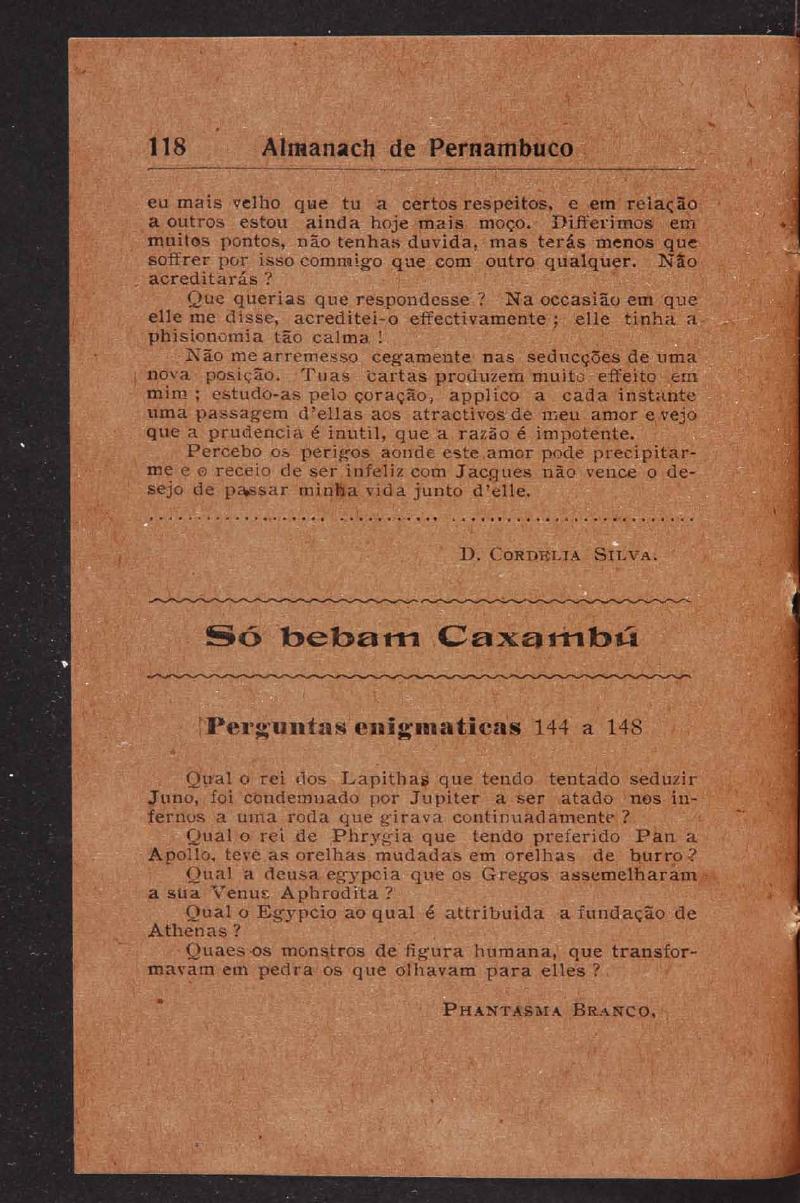 118 Almanach de Pernambuco
eu mais velho que tu a certos respeitos, e em relação
a outros estou ainda hoje mais moço. Differimos em
muitos pontos, não tenhas duvida, mas terás menos que
soffrer por isso commigo que com outro qualquer. Não
acreditarás ?
Que querias que respondesse ? Na occasião em que
elle me disse, acreditei-o effectivamente ; elle tinha a
phisionomia tão calma !
Não me arremesso cegamente nas seducções de uma
nova posição. Tuas cartas produzem muito effeito em
mim ; estudo-as pelo çoração, applico a cada instante
uma passagem d'ellas aos atractivos de meu amor e vejo
que a prudencia é inutil, que a razão é impotente.
Percebo os perigos aonde este amor pode precipitar-
me e o receio de ser infeliz com Jacques não vence o de-
sejo de passar minha vida junto d'elle.
D. CORDELIA SILVA.
Só bebam Caxambú
Perguntas enigmaticas 144 a 148
Qual o rei dos Lapithas que tendo tentado seduzir
Juno, foi condemnado por Jupiter a ser atado nos in-
fernos a uma roda que girava continuadamente ?
Qual o rei de Phrygia que tendo preferido Pan a
Apollo, teve as orelhas mudadas em orelhas de burro ?
Qual a deusa egypcia que os Gregos assemelharam
a sua Venus Aphrodita ?
Qual o Egypcio ao qual é attribuida a fundação de
Athenas ?
Quaes os monstros de figura humana, que transfor-
mavam em pedra os que olhavam para elles ?
PHANTASMA BRANCO.